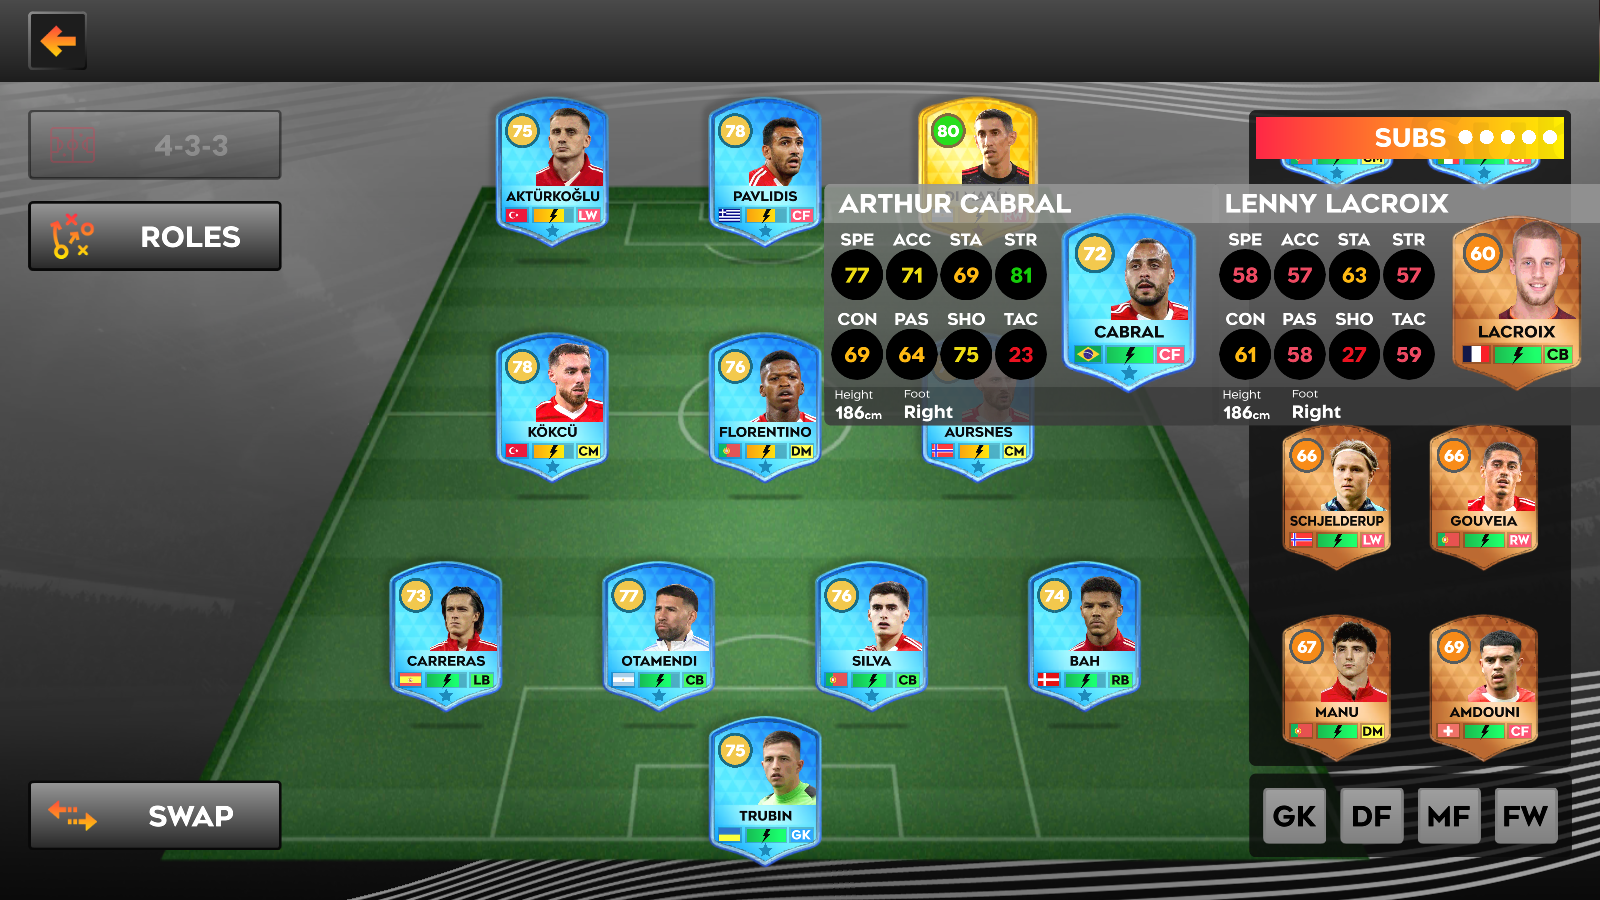 4-3-3
ROLES
SWAP
75
AKTÜRKOĞLU
LW
78
PAVLIDIS
CF
80
SUBS
ARTHUR CABRAL
SPE ACC STA STR
77 71 69 81
CON PAS SHO TAC
69 64 75 23
Height Foot
186cm Right
72
CABRAL
CF
LENNY LACROIX
SPE ACC STA STR
58 57 63 57
CON PAS SHO TAC
61 58 27 59
Height Foot
186cm Right
60
LACROIX
CB
78
KÖKCÜ
CM
76
FLORENTINO
DM
AURSNES
CM
66
SCHJELDERUP
LW
66
GOUVEIA
RW
73
CARRERAS
LB
77
OTAMENDI
CB
76
SILVA
CB
74
BAH
RB
67
MANU
DM
69
AMDOUNI
CF
75
TRUBIN
GK
GK DF MF FW